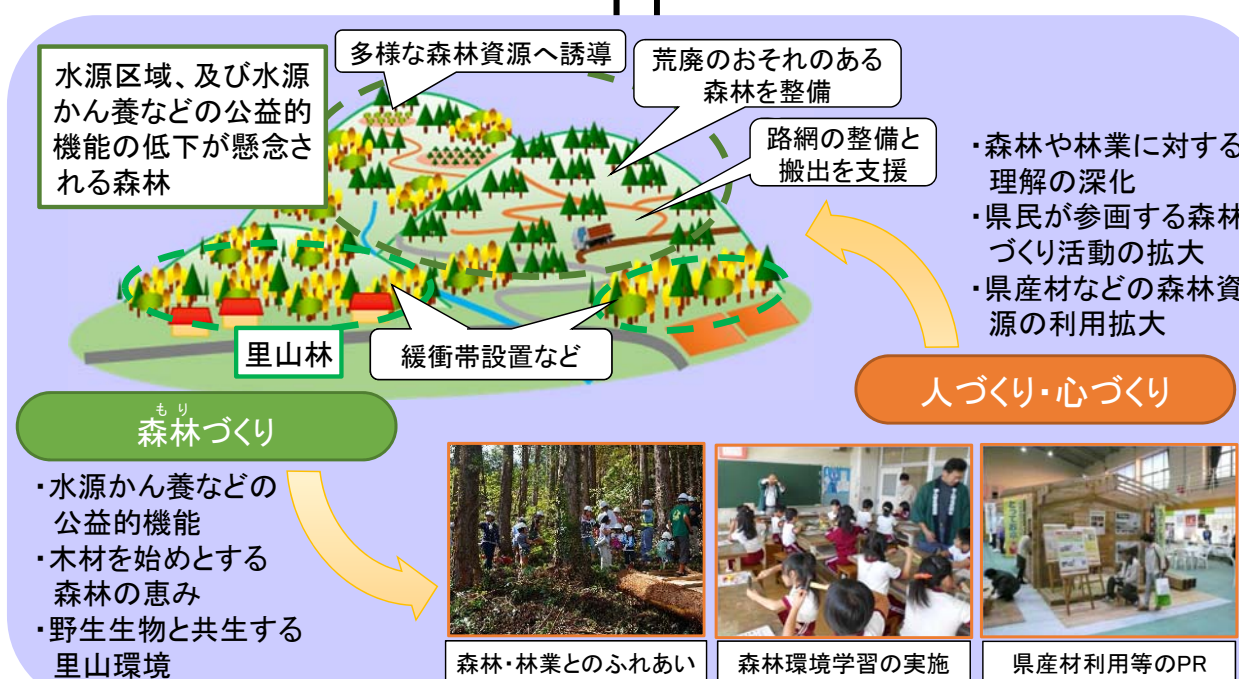 水源区域、及び水源
かん養などの公益的
機能の低下が懸念さ
れる森林
多様な森林資源へ誘導
荒廃のおそれのある
森林を整備
路網の整備と
搬出を支援
里山林
緩衝帯設置など
・森林や林業に対する
理解の深化
・県民が参画する森林
づくり活動の拡大
・県産材などの森林資
源の利用拡大
人づくり・心づくり
もり
森林づくり
・水源かん養などの
公益的機能
・木材を始めとする
森林の恵み
・野生生物と共生する
里山環境
森林・林業とのふれあい
森林環境学習の実施
県産材利用等のPR